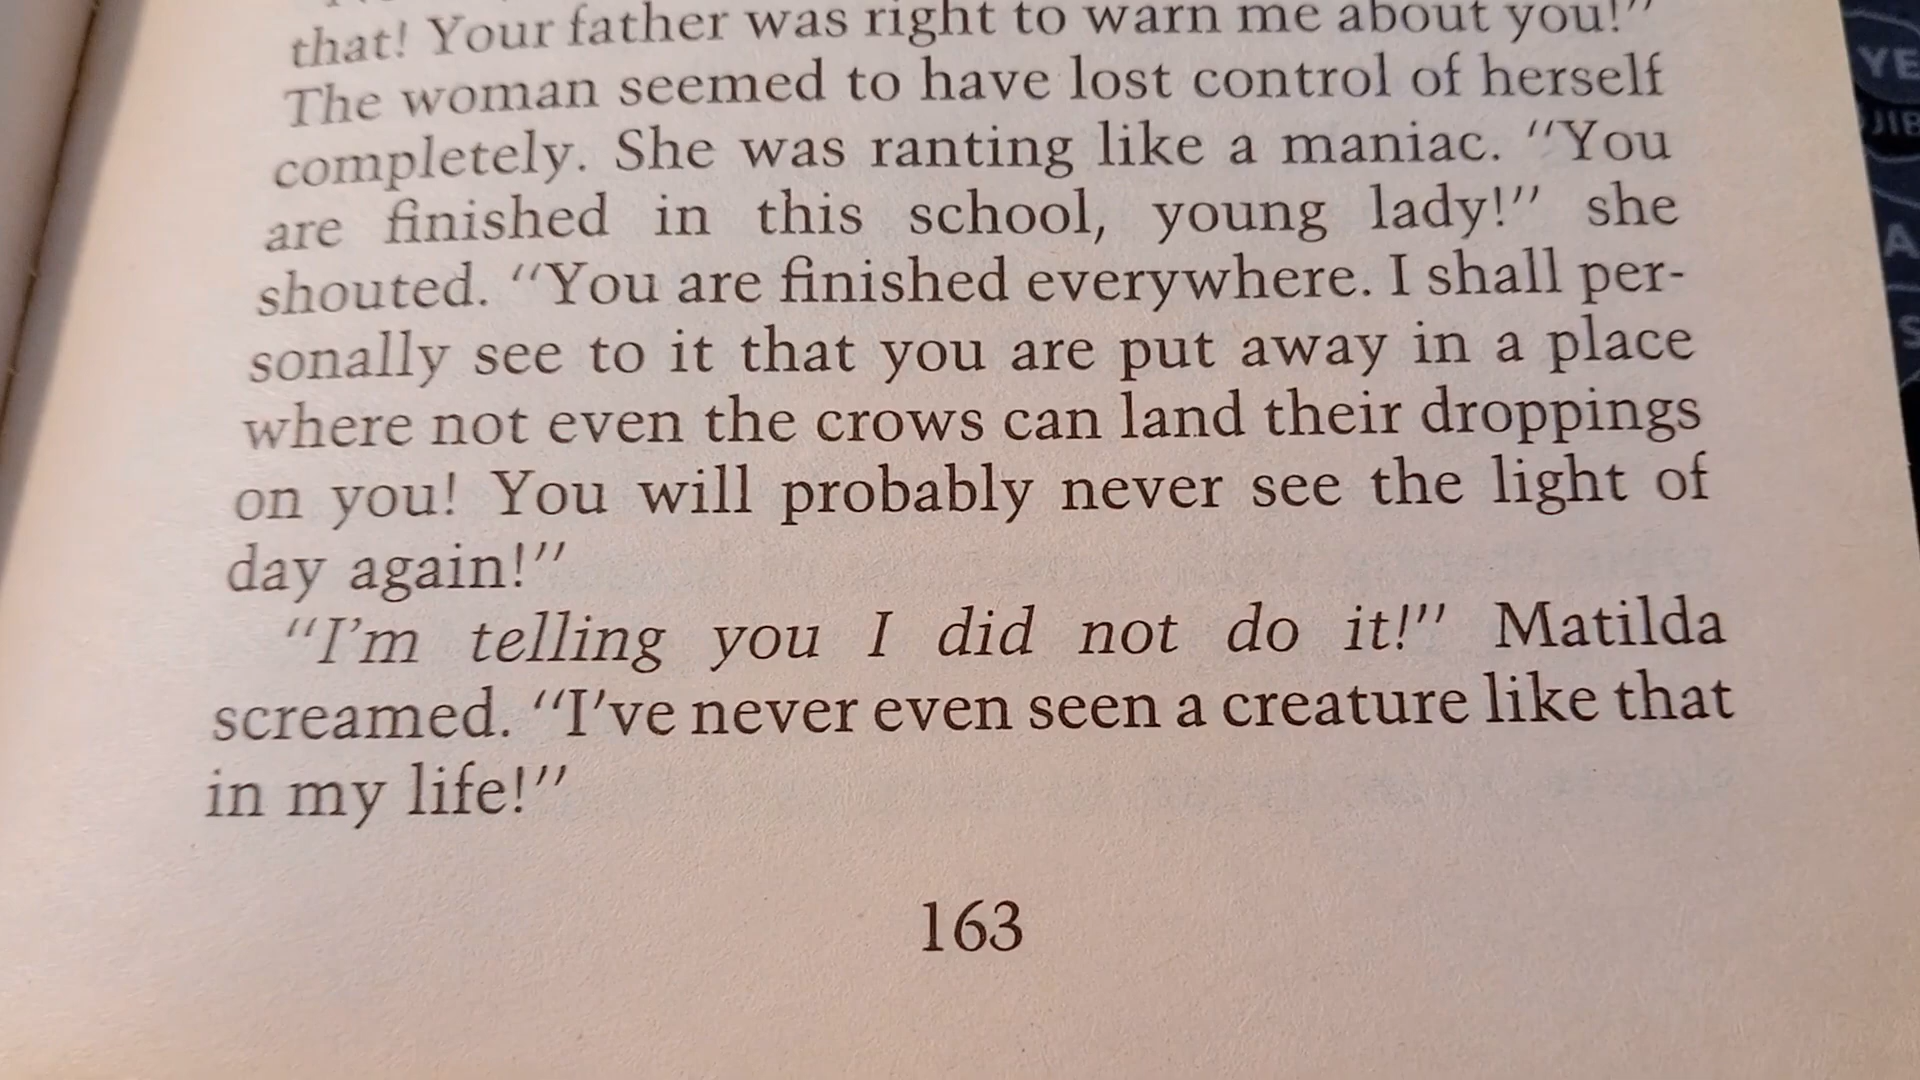 that! Your father was right to warn me about you!"
The woman seemed to have lost control of herself
completely. She was ranting like a maniac. "You
are finished in this school, young lady!" she
shouted. "You are finished everywhere. I shall per-
sonally see to it that you are put away in a place
where not even the crows can land their droppings
on you! You will probably never see the light of
day again!"
"I'm telling you I did not do it!" Matilda
screamed. "I've never even seen a creature like that
in my life!"
163